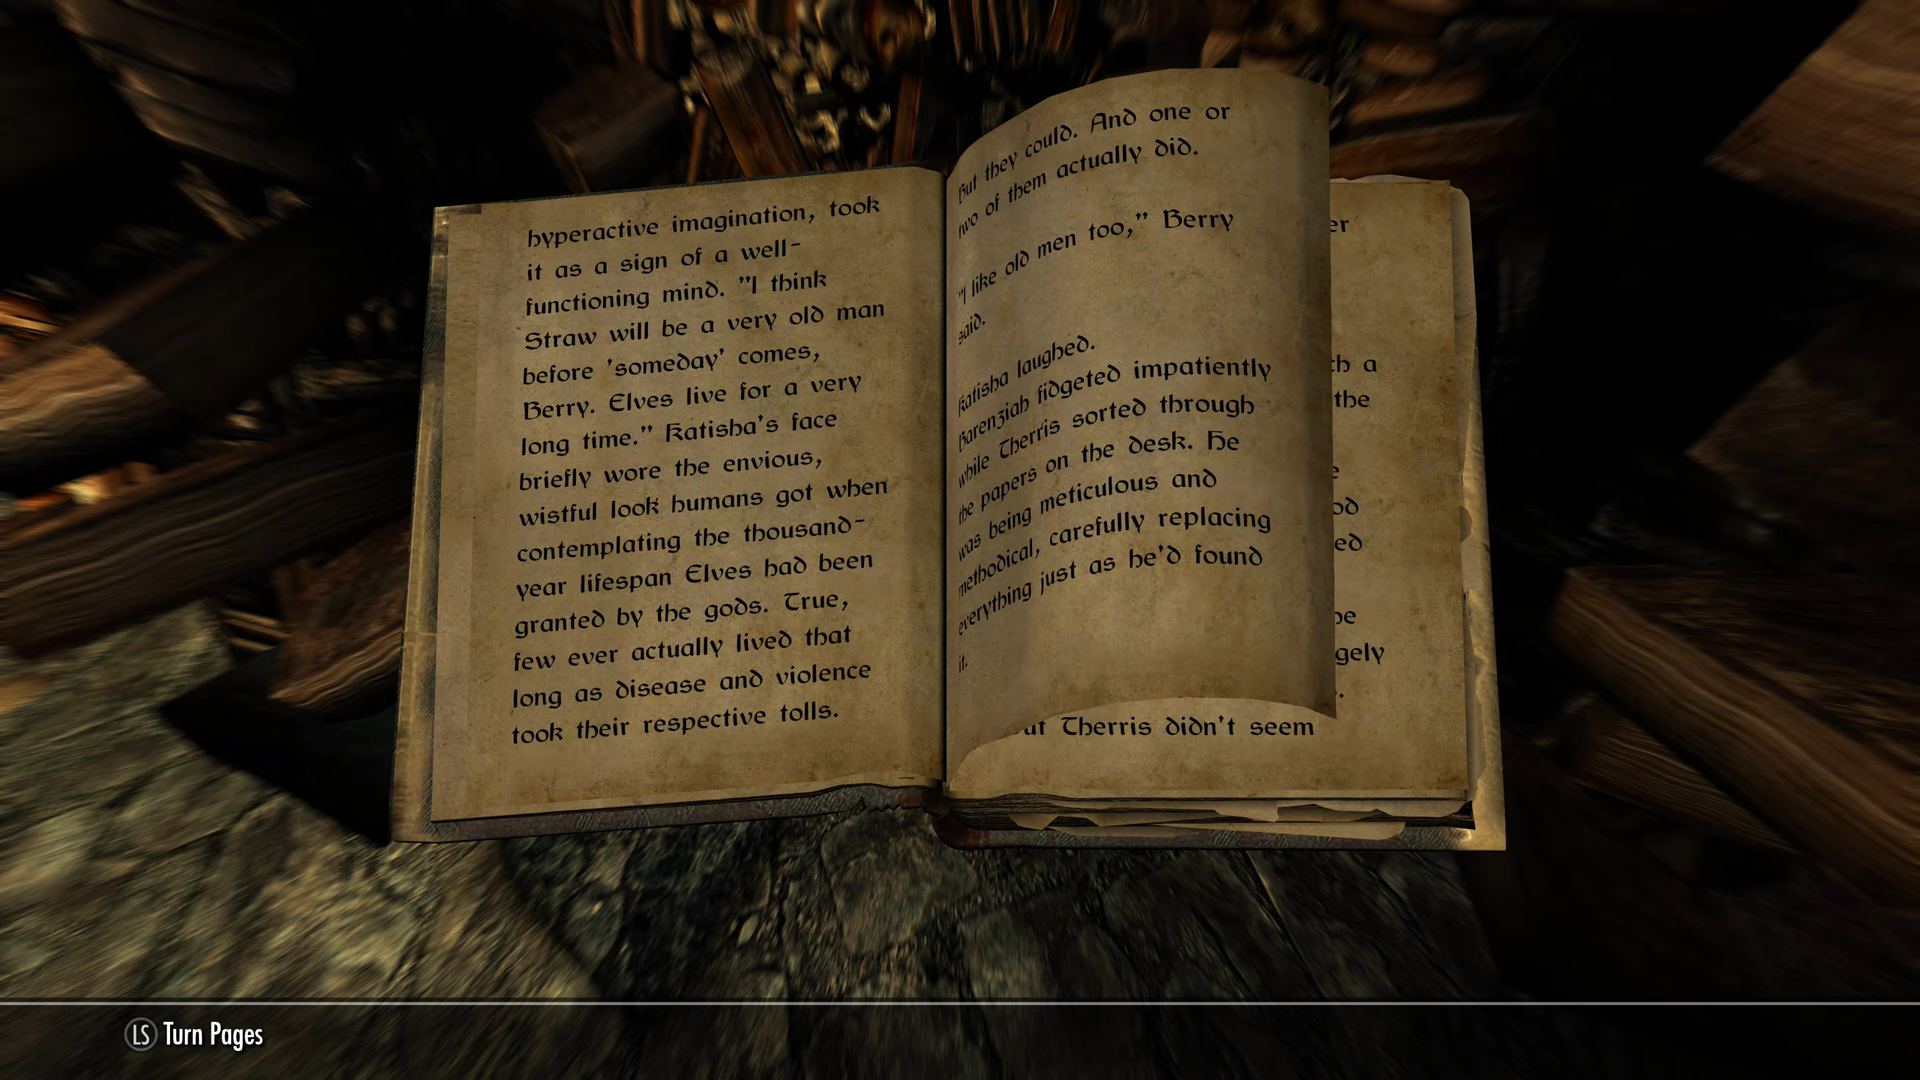 hyperactive imagination, took
it as a sign of a well-
functioning mind. "I think
Straw will be a very old man
before 'someday' comes,
Berry. Elves live for a very
long time." Katisha's face
briefly wore the envious,
wistful look humans got when
contemplating the thousand-
year lifespan Elves had been
granted by the gods. True,
few ever actually lived that
long as disease and violence
took their respective tolls.
But they could. And one or
two of them actually did.
"I like old men too," Berry
said.
Katisha laughed.
Barenziah fidgeted impatiently
while Therris sorted through
the papers on the desk. He
was being meticulous and
methodical, carefully replacing
everything just as he'd found
it.
a
the
Therris didn't seem
LS Turn Pages